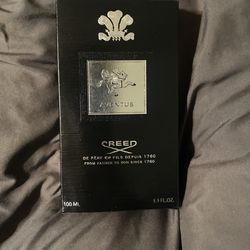 AVENTUS
CREED
DE PÈRE EN FILS DEPUIS 1760
FROM FATHER TO SON SINCE 1760
100 ML 3.3 FL.OZ.